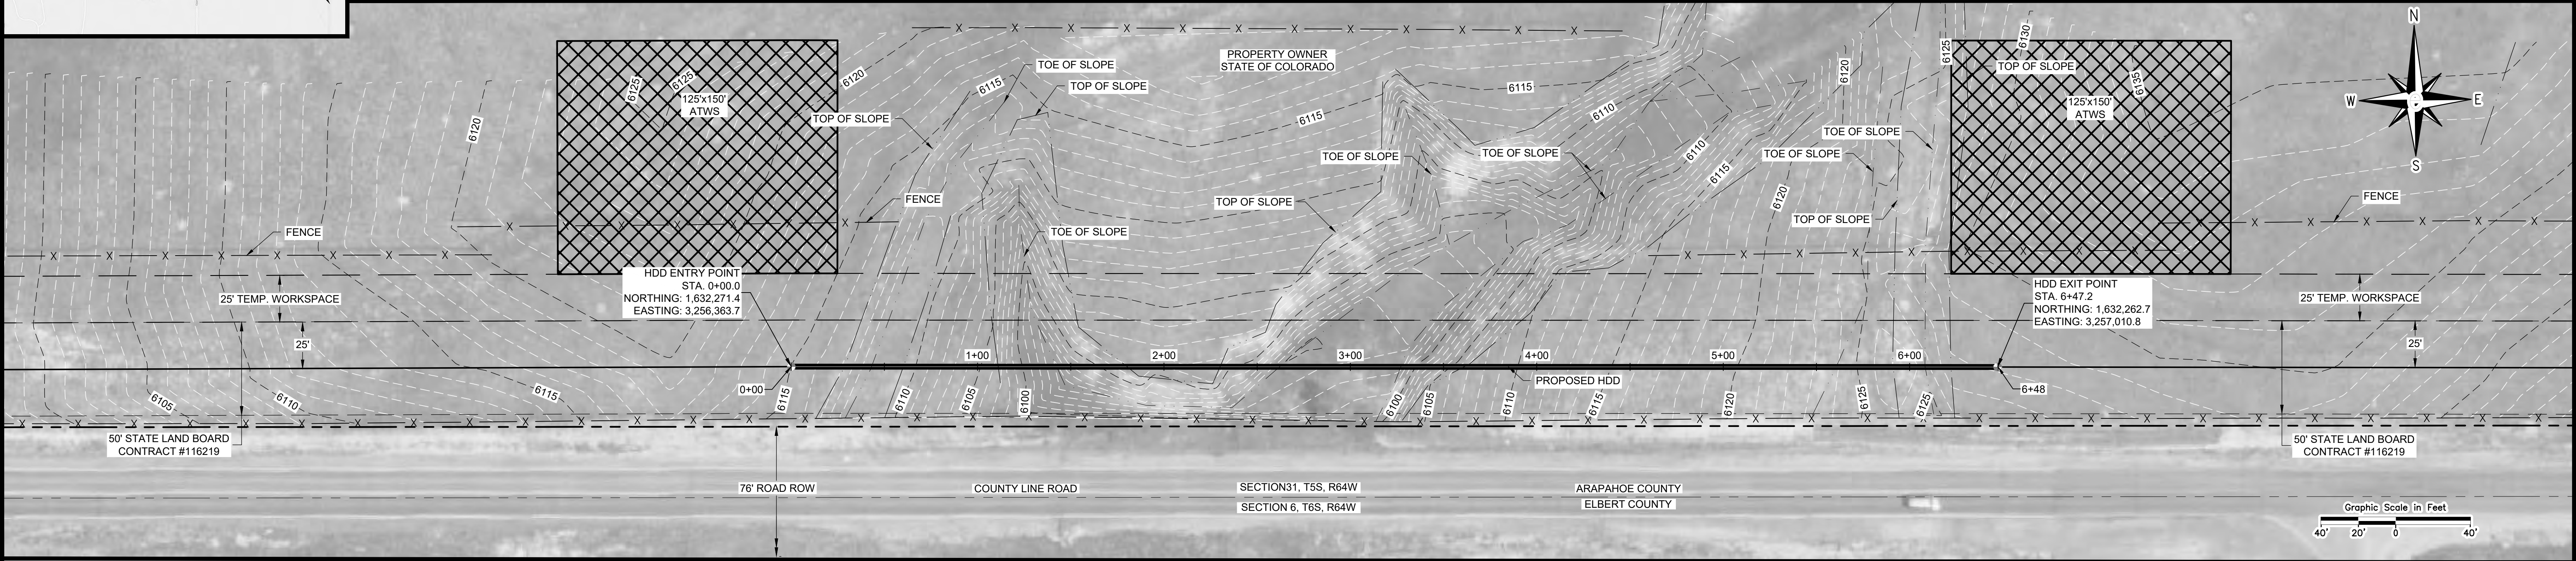 PROPERTY OWNER
STATE OF COLORADO
125'x150'
ATWS
6125
6125
6120
6120
6115
TOE OF SLOPE
TOP OF SLOPE
TOP OF SLOPE
FENCE
TOE OF SLOPE
6115
6115
6110
TOE OF SLOPE
TOE OF SLOPE
TOP OF SLOPE
6110
6115
6120
6120
6125
6130
6135
TOP OF SLOPE
TOE OF SLOPE
TOE OF SLOPE
TOP OF SLOPE
125'x150'
ATWS
N
W
E
S
FENCE
FENCE
25' TEMP. WORKSPACE
25'
HDD ENTRY POINT
STA. 0+00.0
NORTHING: 1,632,271.4
EASTING: 3,256,363.7
HDD EXIT POINT
STA. 6+47.2
NORTHING: 1,632,262.7
EASTING: 3,257,010.8
25' TEMP. WORKSPACE
25'
0+00
1+00
2+00
3+00
4+00
5+00
6+00
6+48
PROPOSED HDD
6105
6110
6115
6115
6110
6105
6100
6100
6105
6110
6115
6120
6125
6125
50' STATE LAND BOARD
CONTRACT #116219
50' STATE LAND BOARD
CONTRACT #116219
76' ROAD ROW
COUNTY LINE ROAD
SECTION31, T5S, R64W
SECTION 6, T6S, R64W
ARAPAHOE COUNTY
ELBERT COUNTY
Graphic Scale in Feet
40' 20' 0 40'
X X X X X X X X X X X X